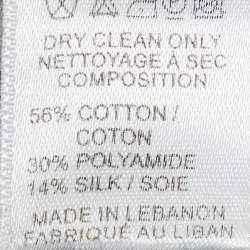 DRY CLEAN ONLY
NETTOYAGE À SEC
COMPOSITION
56% COTTON /
COTON
30% POLYAMIDE
14% SILK / SOIE
MADE IN LEBANON
FABRIQUÉ AU LIBAN